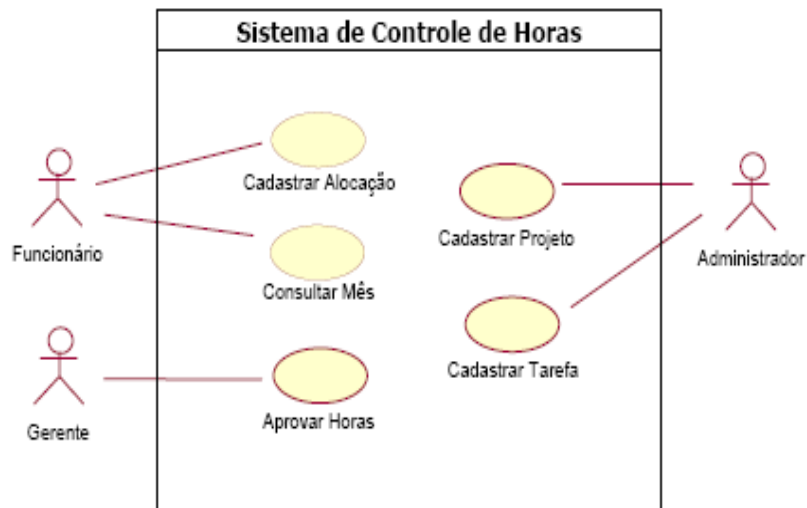 Sistema de Controle de Horas
Cadastrar Alocação
Funcionário
Consultar Mês
Gerente
Aprovar Horas
Cadastrar Projeto
Administrador
Cadastrar Tarefa